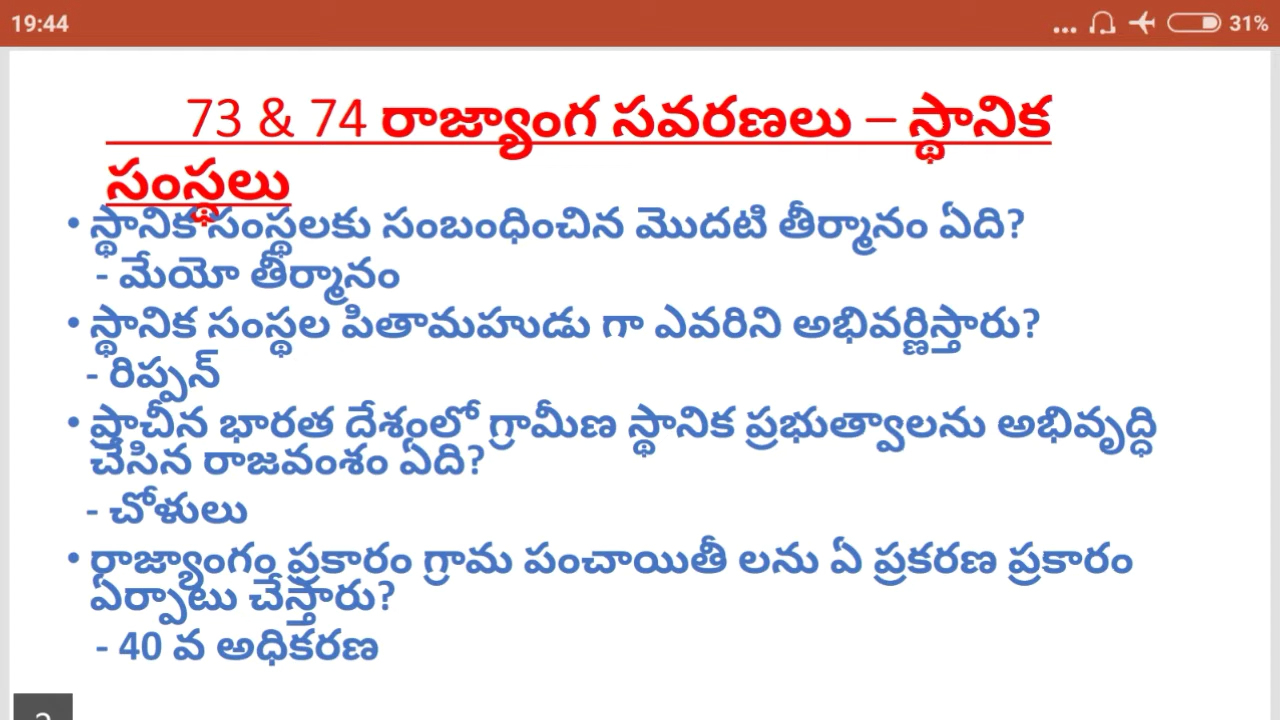 19:44
31%
73 & 74 రాజ్యాంగ సవరణలు – స్థానిక
సంస్థలు
• స్థానిక సంస్థలకు సంబంధించిన మొదటి తీర్మానం ఏది?
- మేయో తీర్మానం
• స్థానిక సంస్థల పితామహుడు గా ఎవరిని అభివర్ణిస్తారు?
- రిప్పన్
• ప్రాచీన భారత దేశంలో గ్రామీణ స్థానిక ప్రభుత్వాలను అభివృద్ధి
చేసిన రాజవంశం ఏది?
- చోళులు
• రాజ్యాంగం ప్రకారం గ్రామ పంచాయితీ లను ఏ ప్రకరణ ప్రకారం
ఏర్పాటు చేస్తారు?
- 40 వ అధికరణ